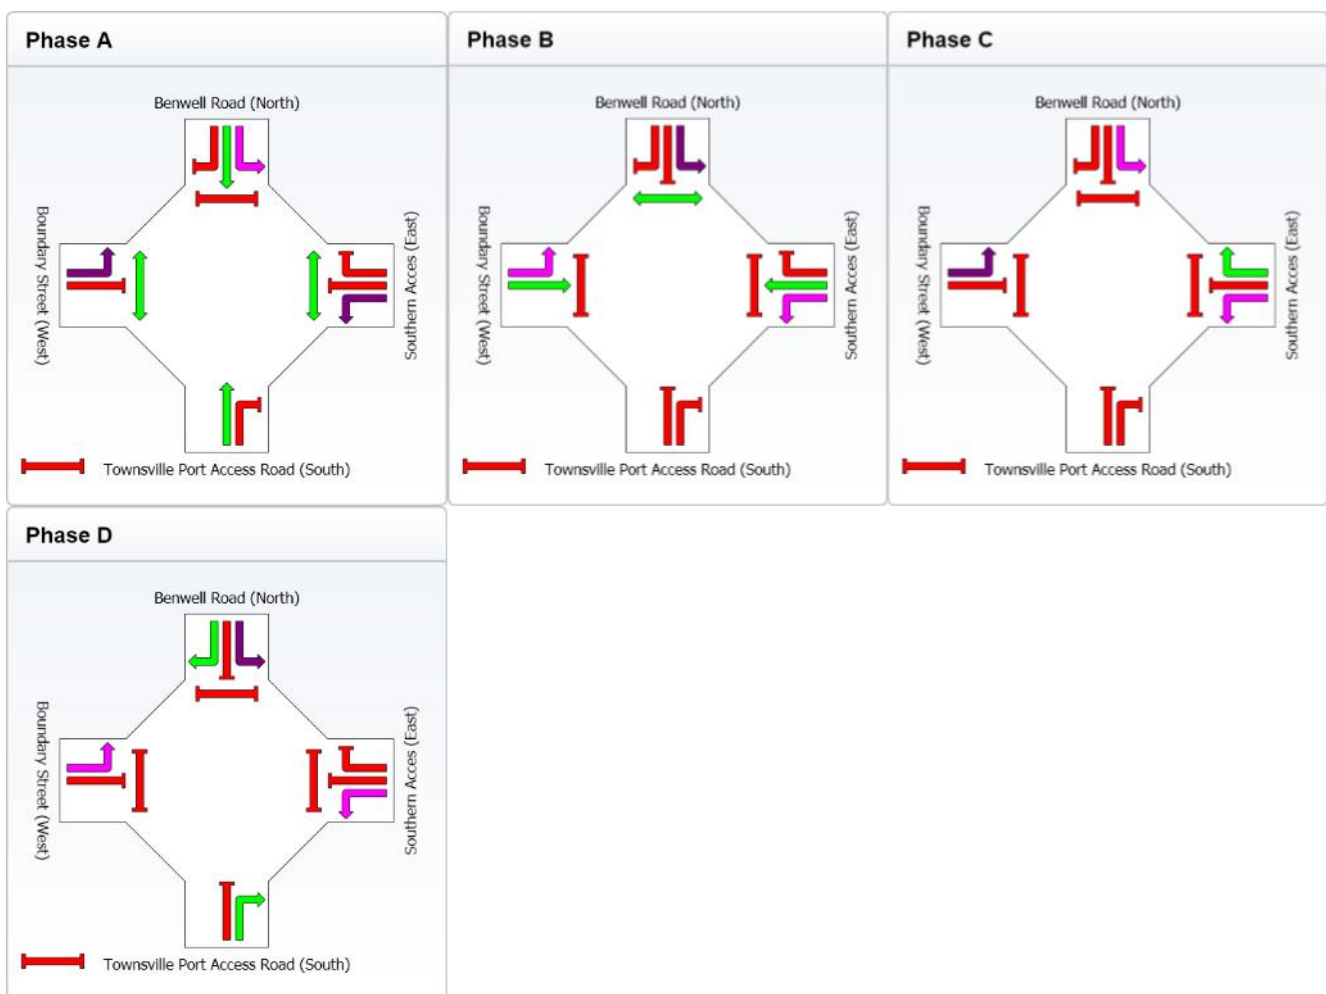 Phase A
Benwell Road (North)
Boundary Street (West)
Southern Acces (East)
Townsville Port Access Road (South)
Phase B
Benwell Road (North)
Boundary Street (West)
Southern Acces (East)
Townsville Port Access Road (South)
Phase C
Benwell Road (North)
Boundary Street (West)
Southern Acces (East)
Townsville Port Access Road (South)
Phase D
Benwell Road (North)
Boundary Street (West)
Southern Acces (East)
Townsville Port Access Road (South)